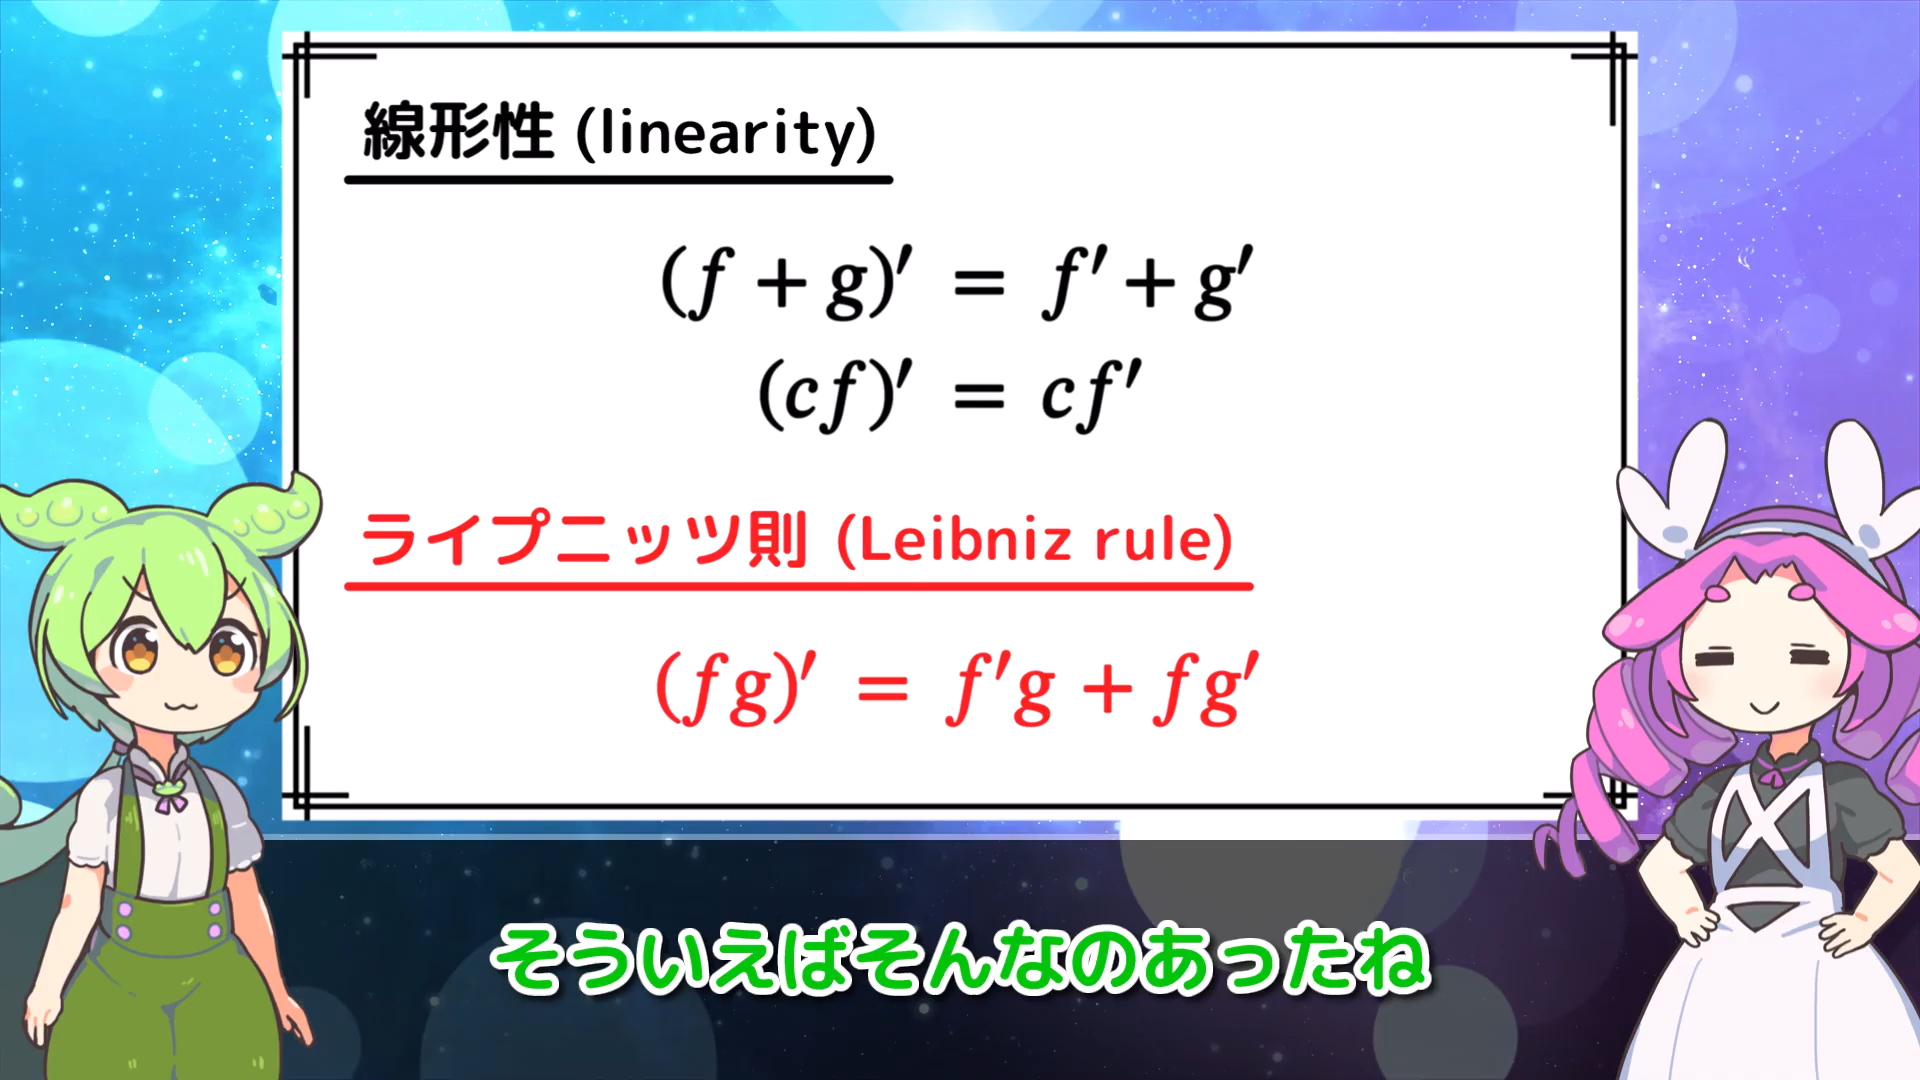 線形性 (linearity)
(f + g)′ = f′ + g′
(cf)′ = cf′
ライプニッツ則 (Leibniz rule)
(fg)′ = f′g + fg′
そういえばそんなのあったね